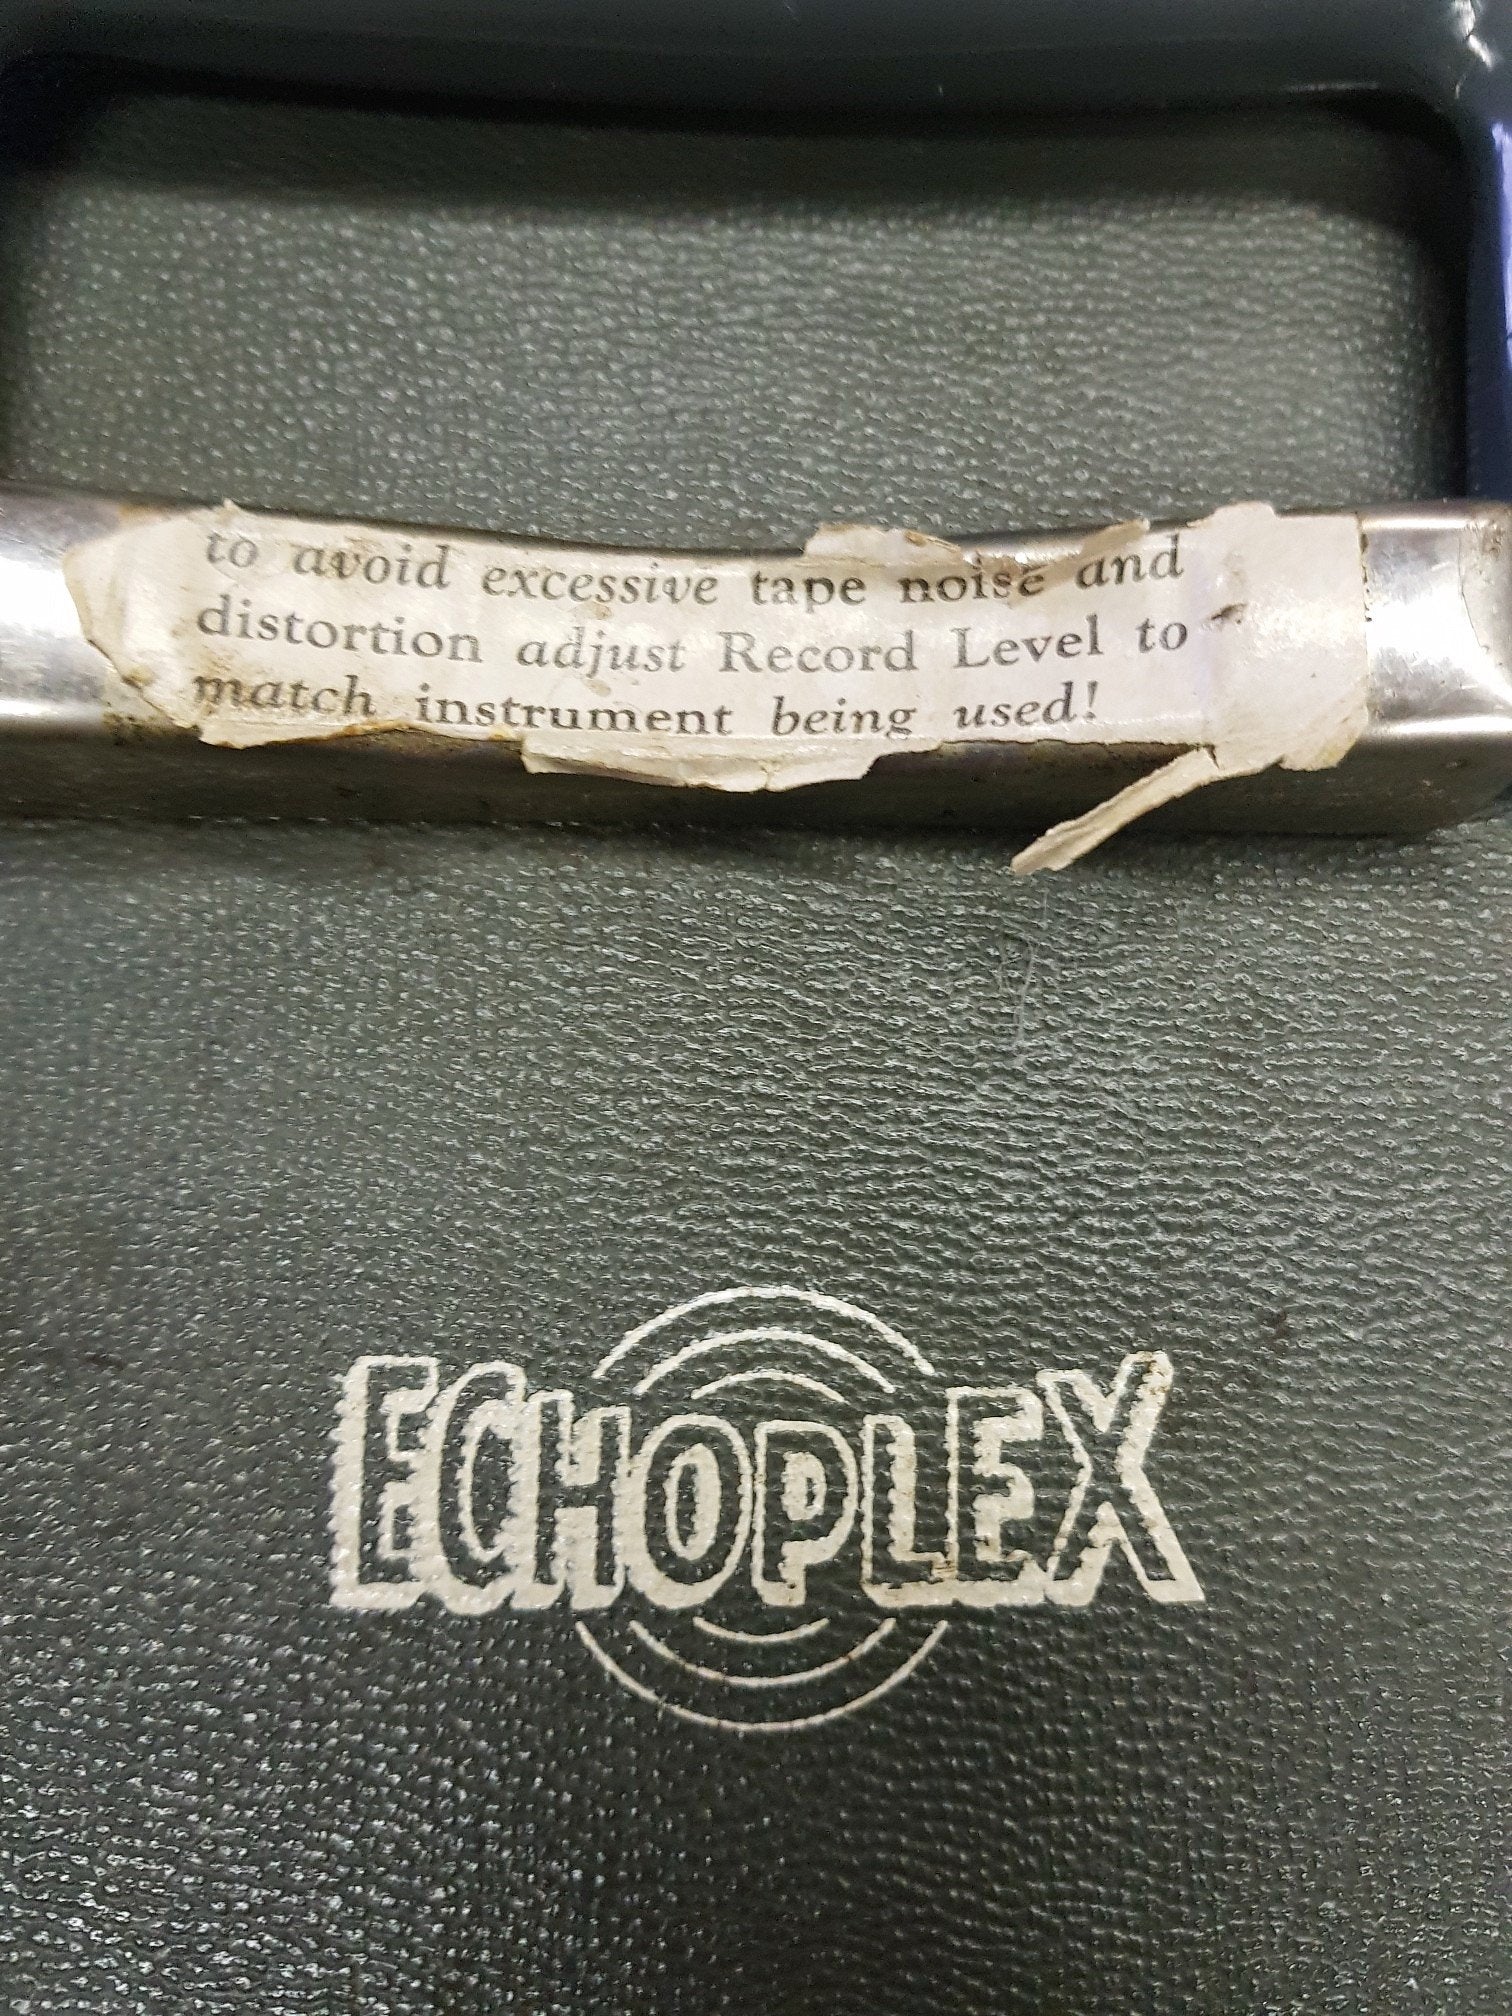 to avoid excessive tape noise and
distortion adjust Record Level to
match instrument being used!
ECHOPLEX